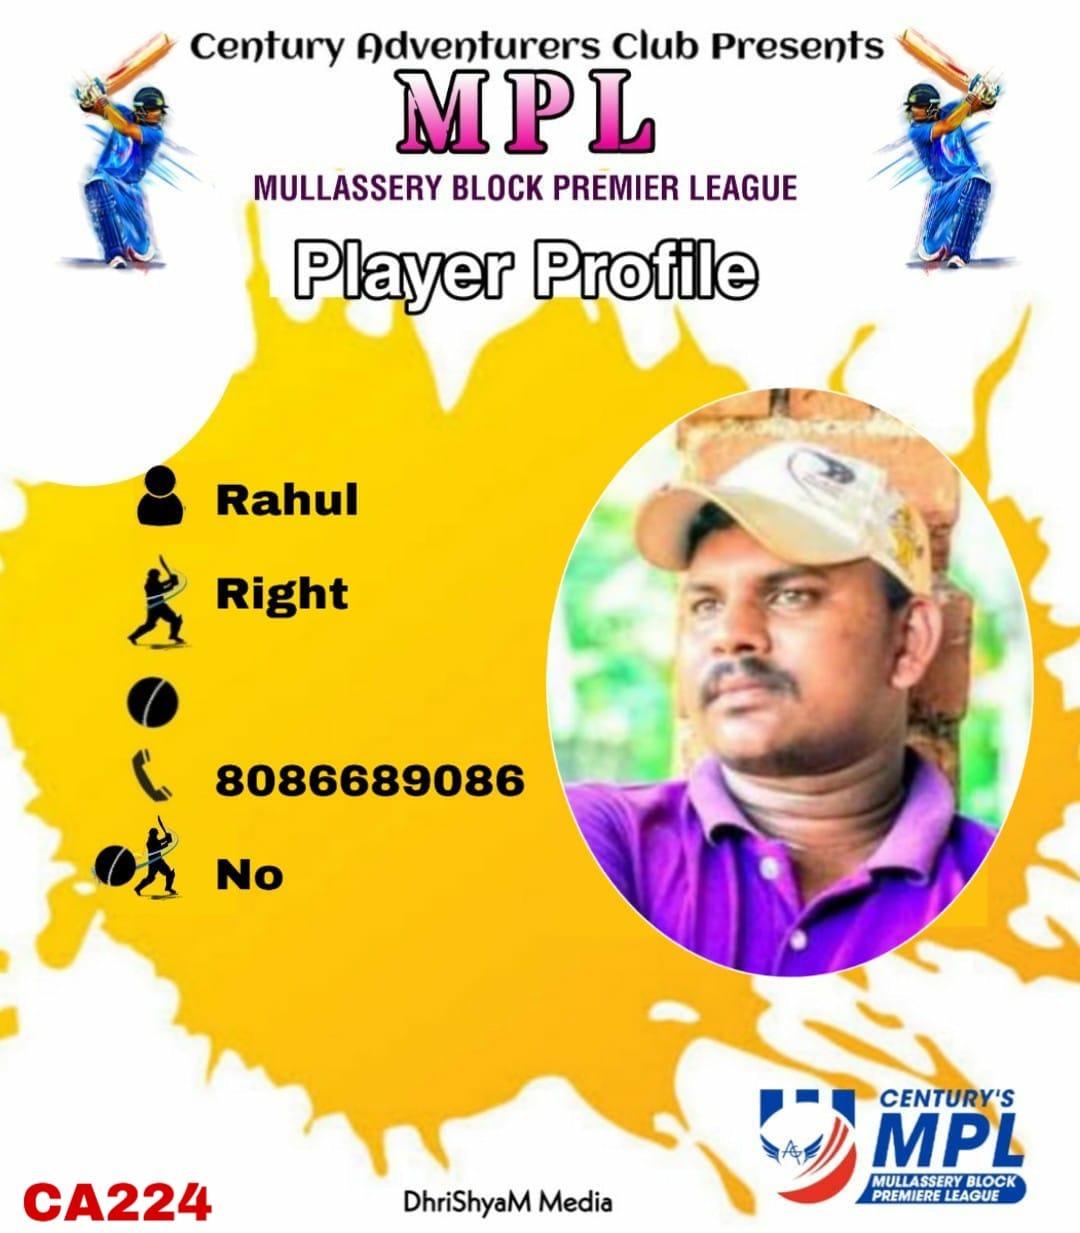 Century Adventurers Club Presents
MPL
MULLASSERY BLOCK PREMIER LEAGUE
Player Profile
Rahul
Right
8086689086
No
CENTURY'S
MPL
MULLASSERY BLOCK
PREMIERE LEAGUE
CA224
DhriShyaM Media